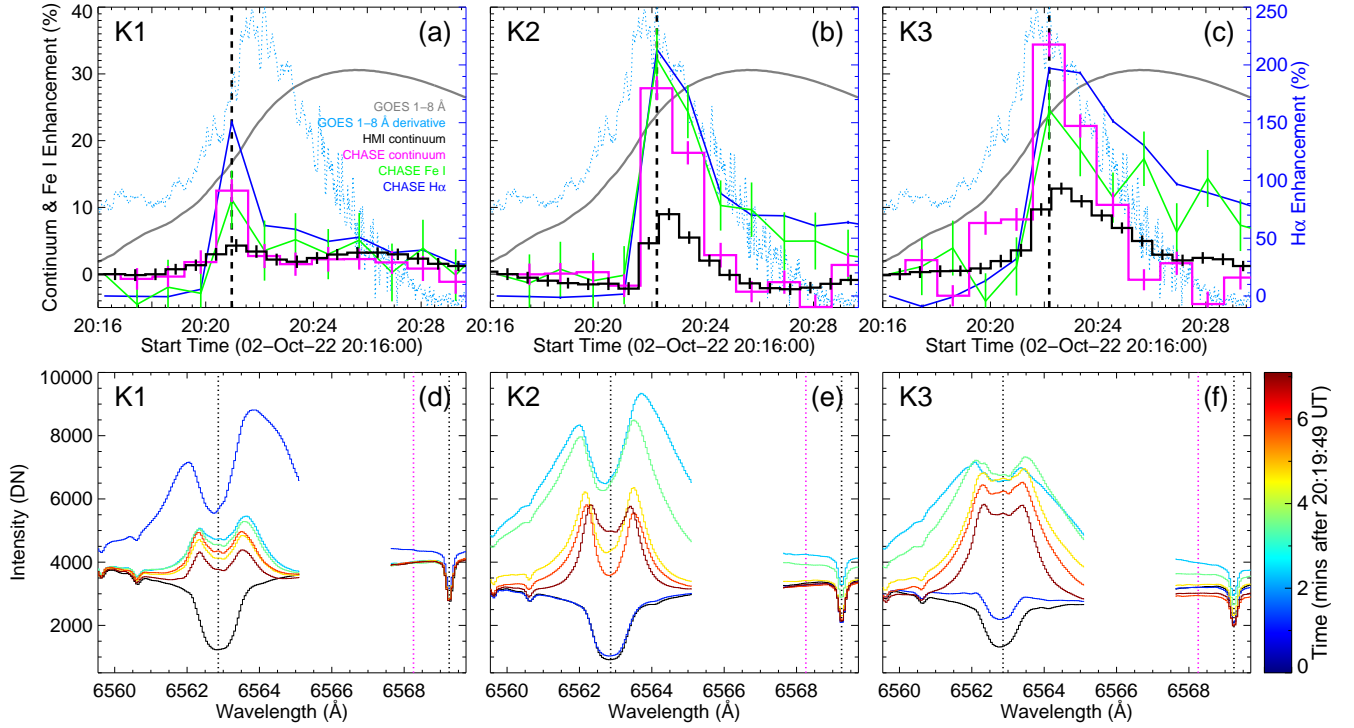 K1 (a)
K2 (b)
K3 (c)
Continuum & Fe I Enhancement (%)
40
30
20
10
0
GOES 1–8 Å
GOES 1–8 Å derivative
HMI continuum
CHASE continuum
CHASE Fe I
CHASE Hα
250
200
150
100
50
0
Hα Enhancement (%)
20:16 20:20 20:24 20:28
20:16 20:20 20:24 20:28
20:16 20:20 20:24 20:28
Start Time (02–Oct–22 20:16:00)
Start Time (02–Oct–22 20:16:00)
Start Time (02–Oct–22 20:16:00)
K1 (d)
K2 (e)
K3 (f)
Intensity (DN)
10000
8000
6000
4000
2000
6560 6562 6564 6566 6568
6560 6562 6564 6566 6568
6560 6562 6564 6566 6568
Wavelength (Å)
Wavelength (Å)
Wavelength (Å)
6
4
2
0
Time (mins after 20:19:49 UT)